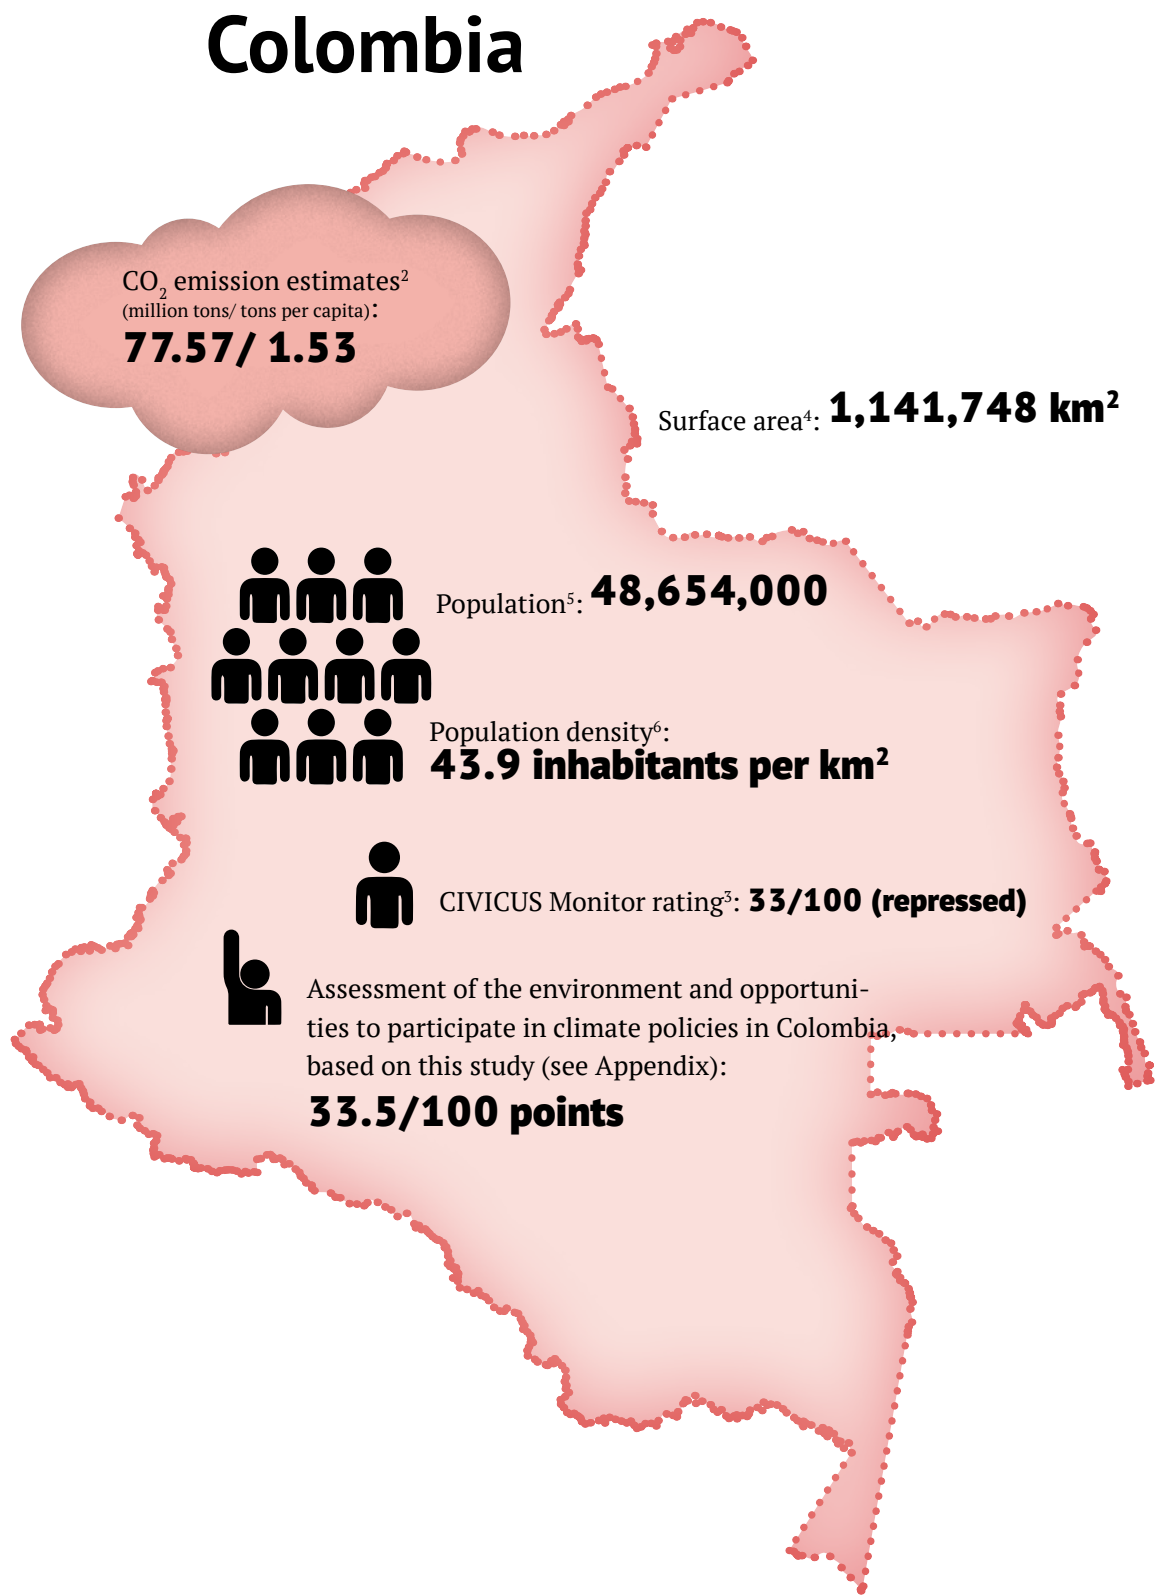 Colombia
CO₂ emission estimates²
(million tons/ tons per capita):
77.57/ 1.53
Surface area⁴: 1,141,748 km²
Population⁵: 48,654,000
Population density⁶:
43.9 inhabitants per km²
CIVICUS Monitor rating³: 33/100 (repressed)
Assessment of the environment and opportuni-
ties to participate in climate policies in Colombia,
based on this study (see Appendix):
33.5/100 points